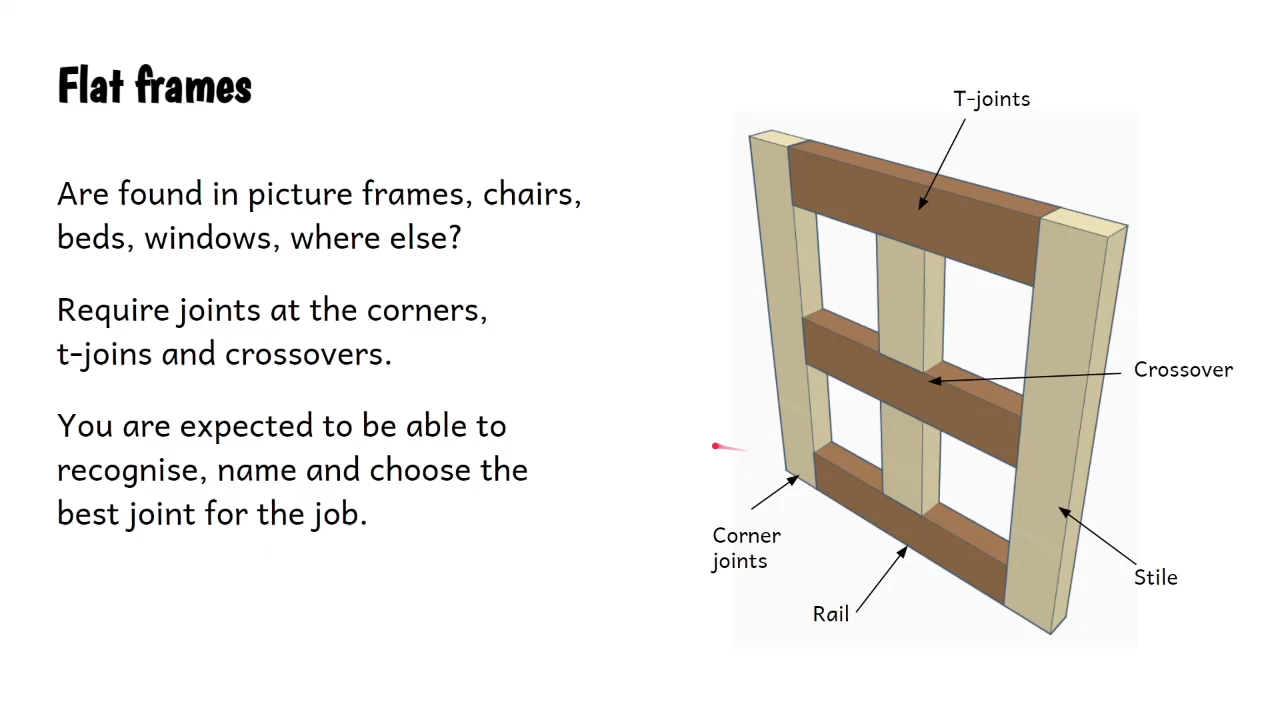 Flat frames
Are found in picture frames, chairs,
beds, windows, where else?
Require joints at the corners,
t-joins and crossovers.
You are expected to be able to
recognise, name and choose the
best joint for the job.
T-joints
Crossover
Corner
joints
Stile
Rail